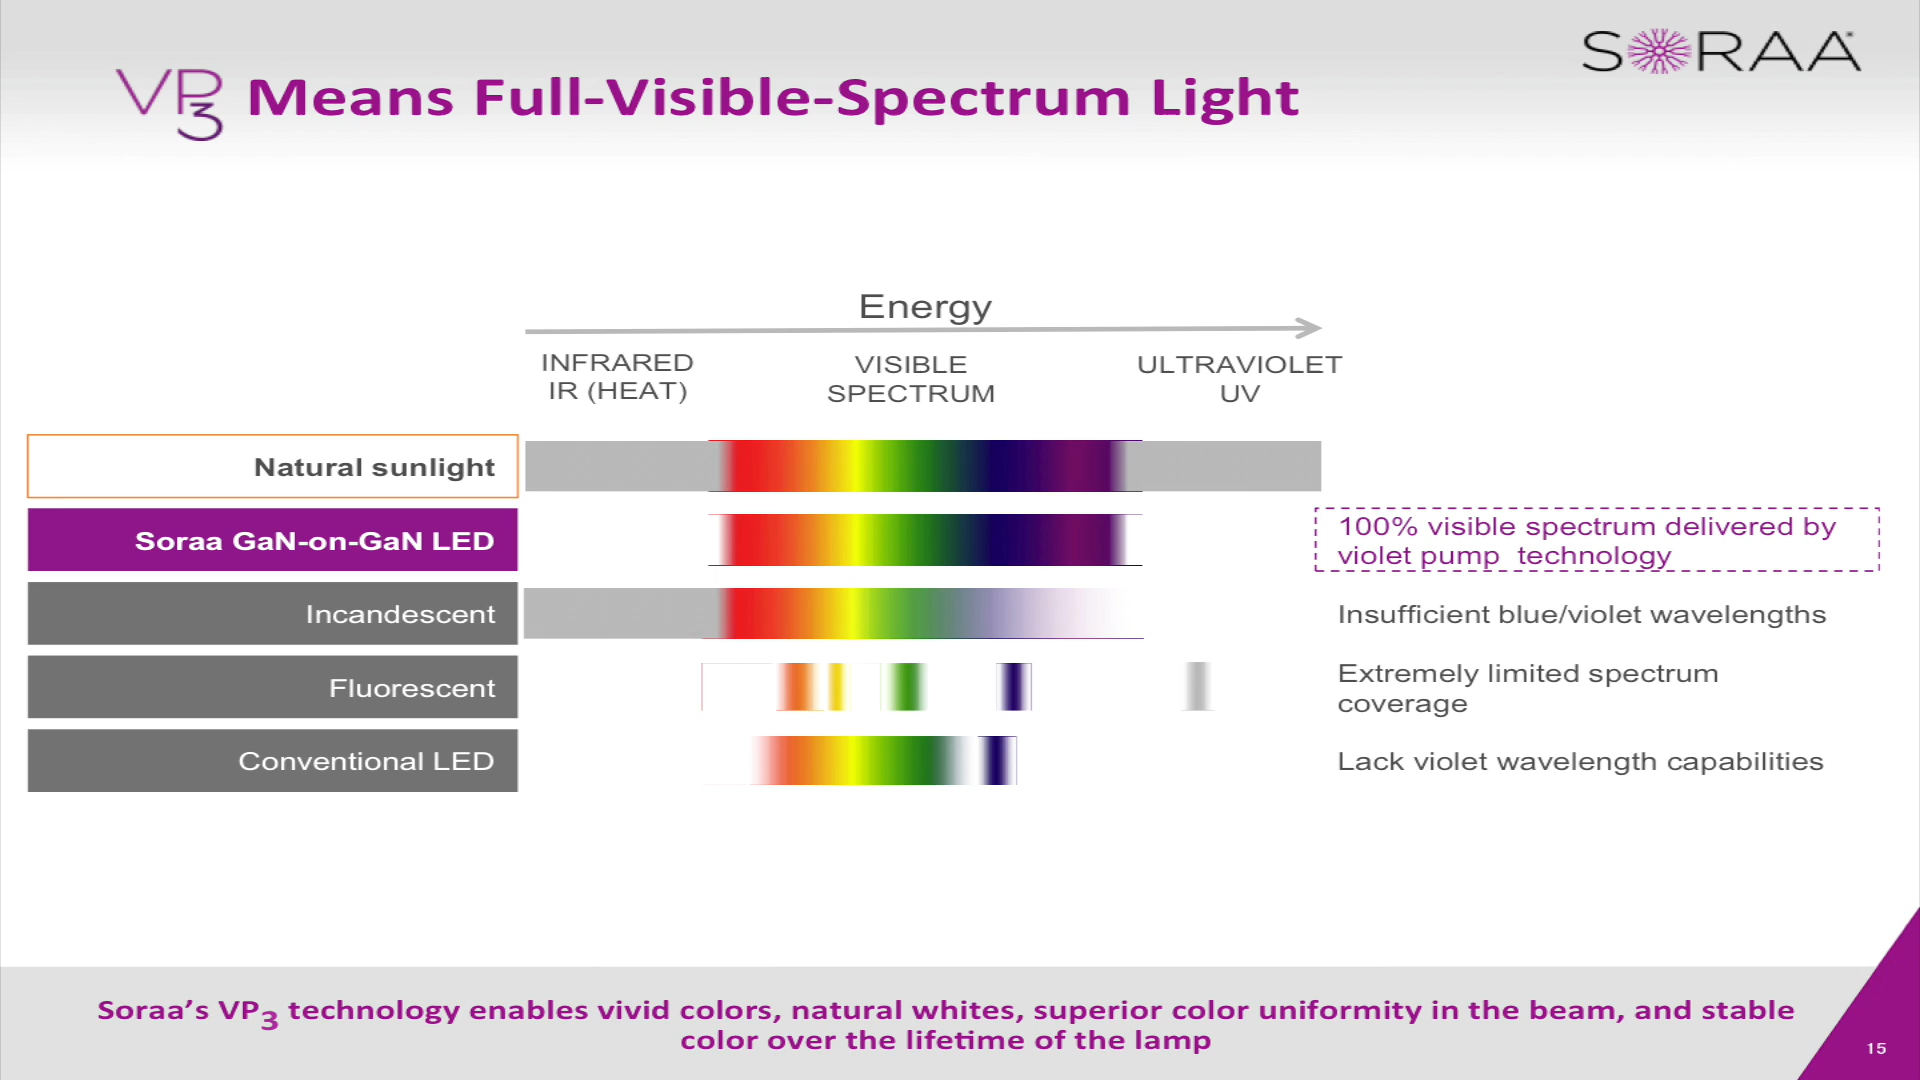 SORAA
VP3 Means Full-Visible-Spectrum Light
Energy
INFRARED
IR (HEAT)
VISIBLE
SPECTRUM
ULTRAVIOLET
UV
Natural sunlight
Soraa GaN-on-GaN LED
100% visible spectrum delivered by
violet pump technology
Incandescent
Insufficient blue/violet wavelengths
Fluorescent
Extremely limited spectrum
coverage
Conventional LED
Lack violet wavelength capabilities
Soraa’s VP3 technology enables vivid colors, natural whites, superior color uniformity in the beam, and stable
color over the lifetime of the lamp
15